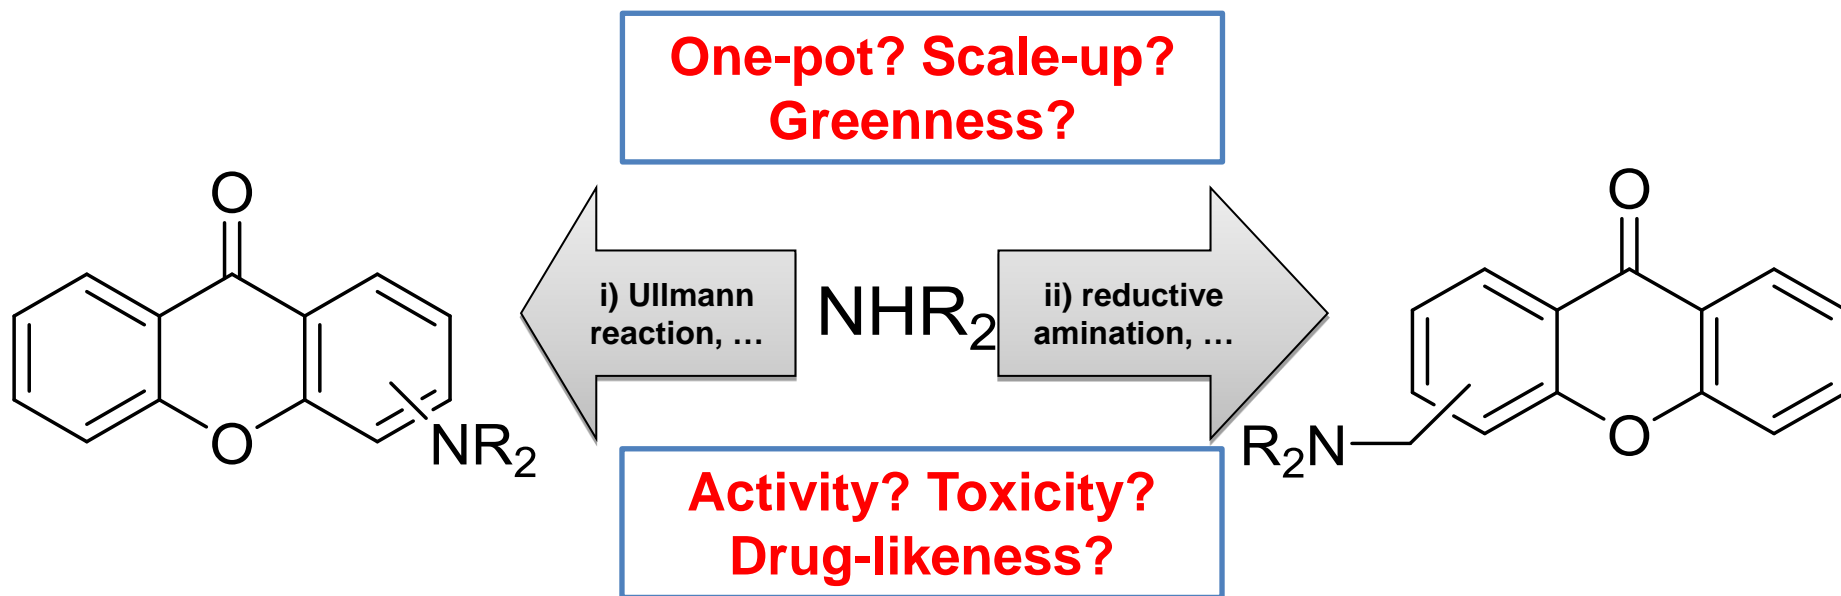 One-pot? Scale-up?
Greenness?
O
O
NR2
i) Ullmann
reaction, …
NHR2
ii) reductive
amination, …
O
O
R2N
Activity? Toxicity?
Drug-likeness?